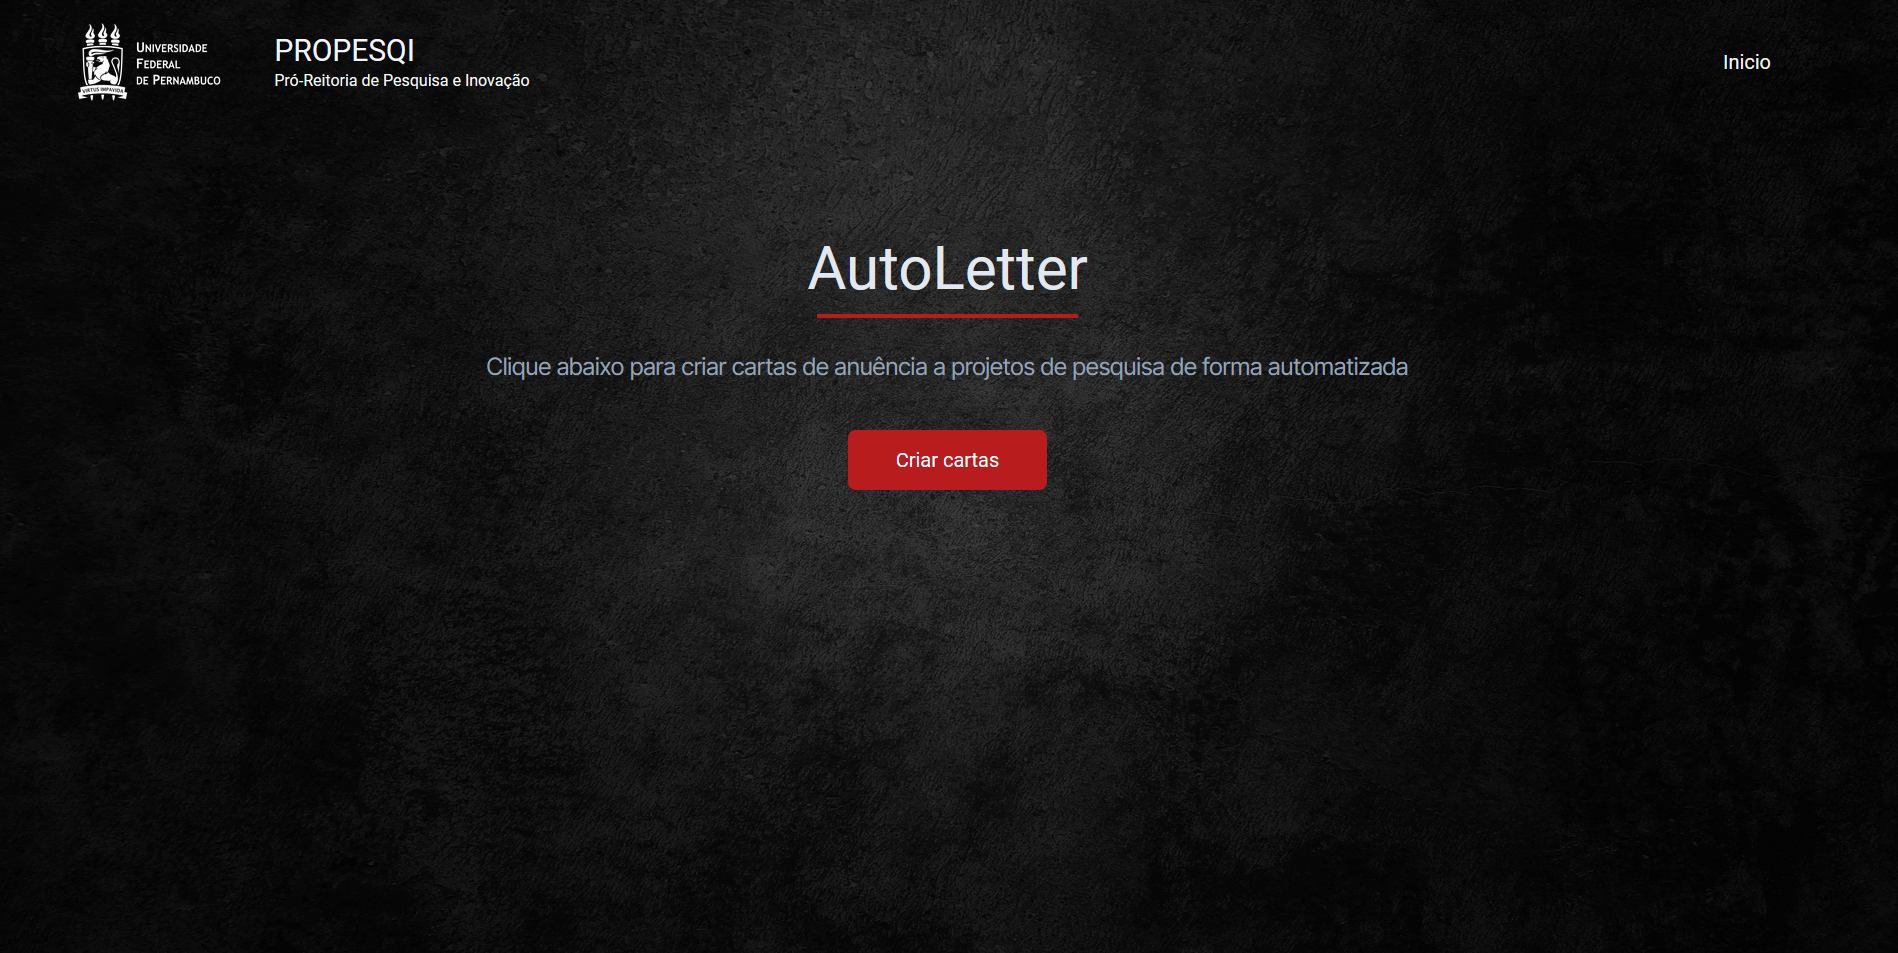 UNIVERSIDADE
FEDERAL
DE PERNAMBUCO
VIRTUS IMPAVIDA
PROPESQI
Pró-Reitoria de Pesquisa e Inovação
Inicio
AutoLetter
Clique abaixo para criar cartas de anuência a projetos de pesquisa de forma automatizada
Criar cartas